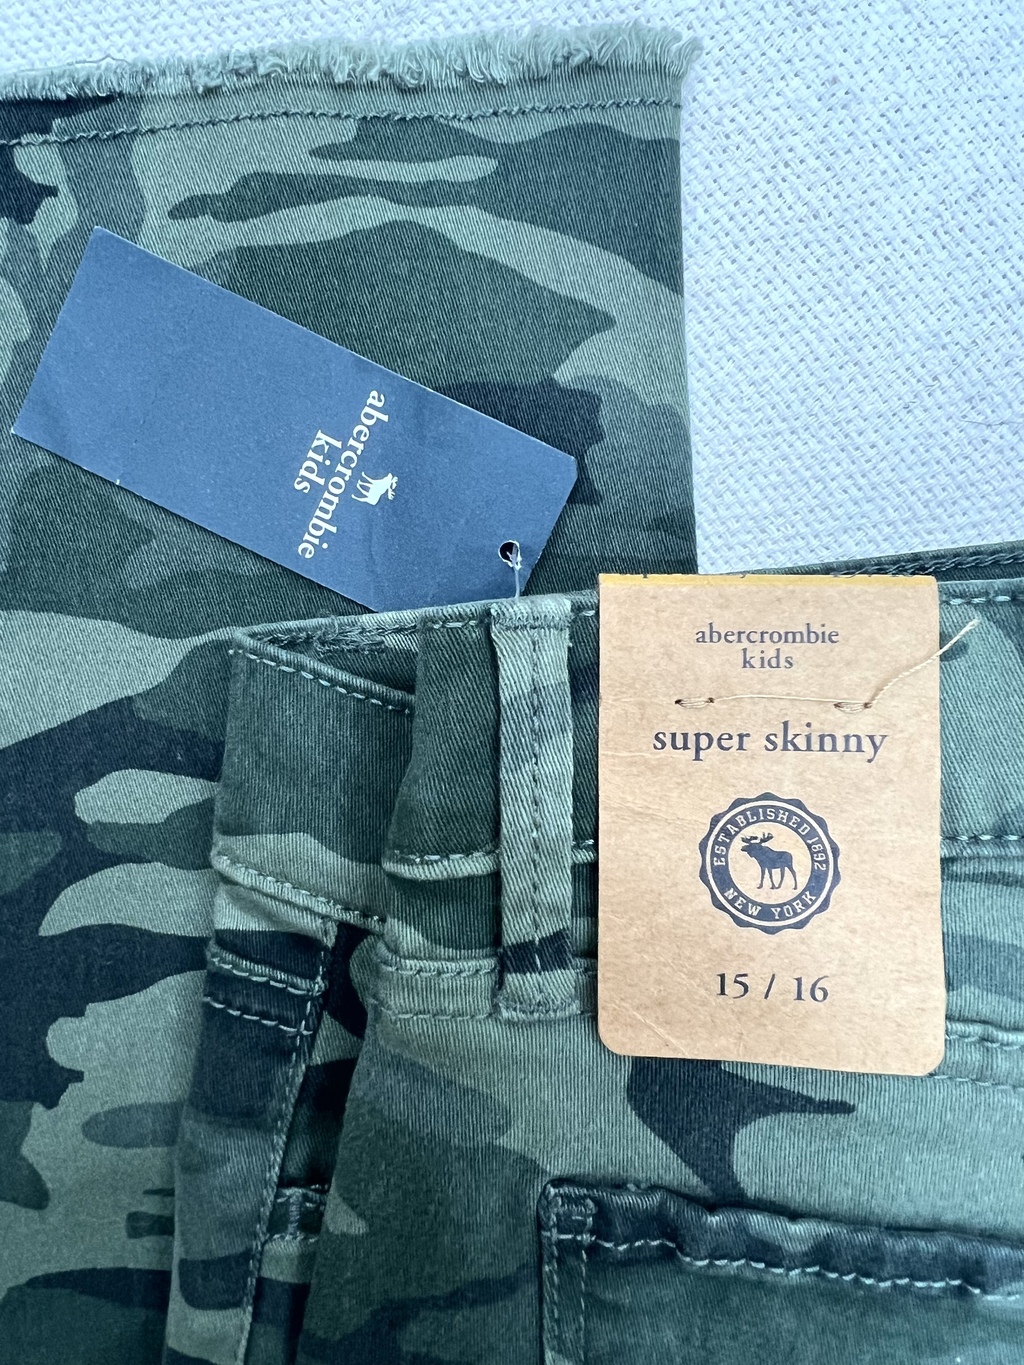 abercrombie
kids
abercrombie
kids
super skinny
ESTABLISHED 1892
NEW YORK
15 / 16